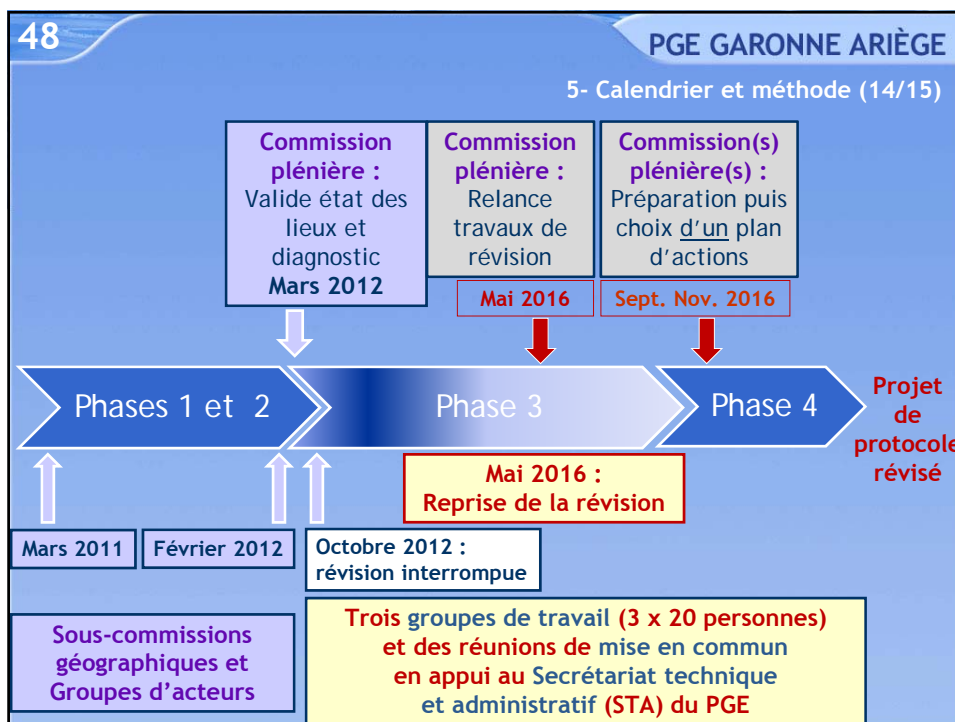 48
PGE GARONNE ARIÈGE
5- Calendrier et méthode (14/15)
Commission
plénière :
Valide état des
lieux et
diagnostic
Mars 2012
Commission
plénière :
Relance
travaux de
révision
Mai 2016
Commission(s)
plénière(s) :
Préparation puis
choix d’un plan
d’actions
Sept. Nov. 2016
Phases 1 et 2
Phase 3
Phase 4
Projet
de
protocole
révisé
Mai 2016 :
Reprise de la révision
Mars 2011
Février 2012
Octobre 2012 :
révision interrompue
Sous-commissions
géographiques et
Groupes d’acteurs
Trois groupes de travail (3 x 20 personnes)
et des réunions de mise en commun
en appui au Secrétariat technique
et administratif (STA) du PGE